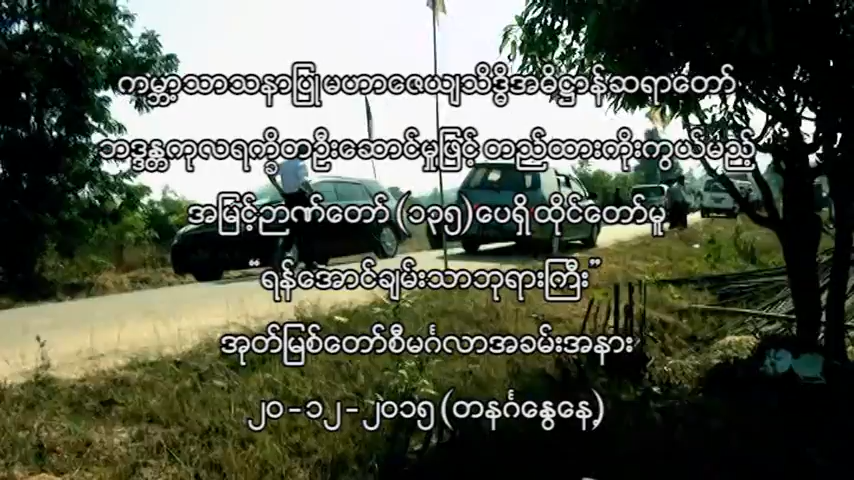 ကမ္ဘာ့သာသနာပြုမဟာဇေယျသိဒ္ဓိအဓိဋ္ဌာန်ဆရာတော်
ဘဒ္ဒန္တကုလရက္ခိတဦးဆောင်မှုဖြင့် တည်ထားကိုးကွယ်မည့်
အမြင့်ဉာဏ်တော် (၁၃၅) ပေရှိ ထိုင်တော်မူ
“ရန်အောင်ချမ်းသာဘုရားကြီး”
အုတ်မြစ်တော်စီမင်္ဂလာအခမ်းအနား
၂၀ – ၁၂ – ၂၀၁၅ (တနင်္ဂနွေနေ့)